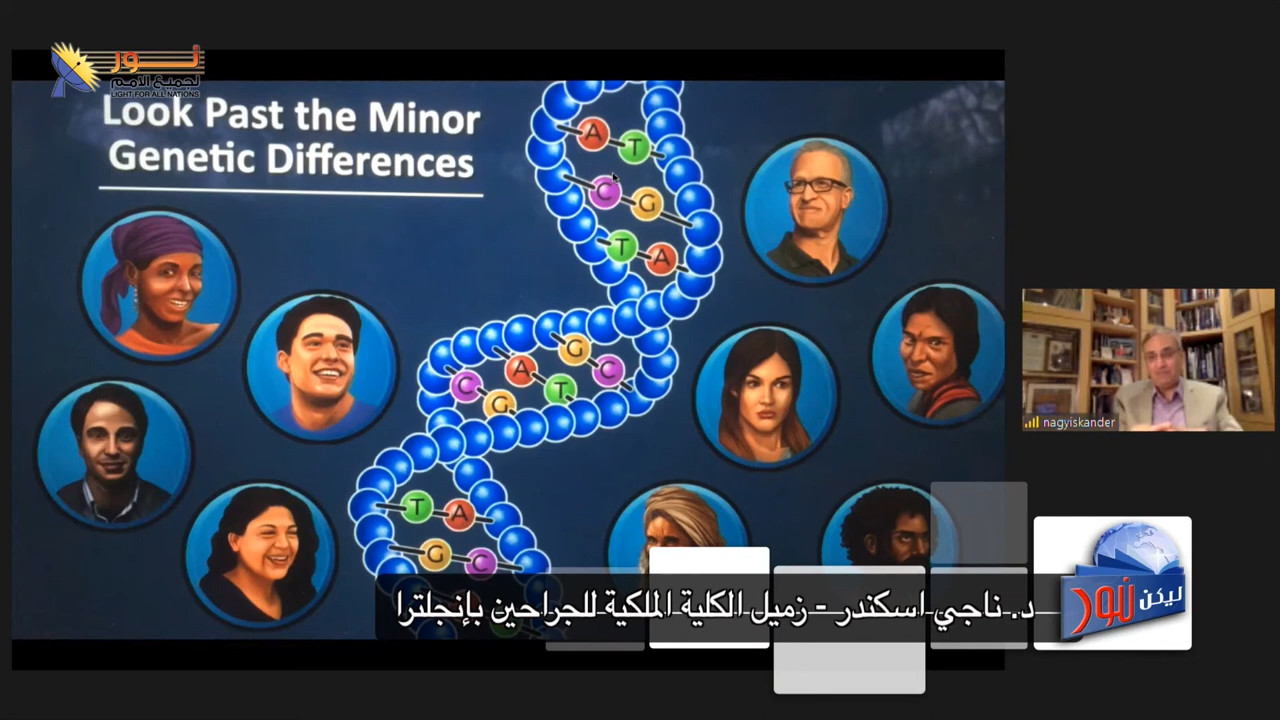 نور
لجميع الامم
LIGHT FOR ALL NATIONS
Look Past the Minor
Genetic Differences
A T
C G
T A
G
A C
C T
G
T A
G C
nagyiskander
د. ناجي اسكندر - زميل الكلية الملكية للجراحين بإنجلترا
ليكن نور